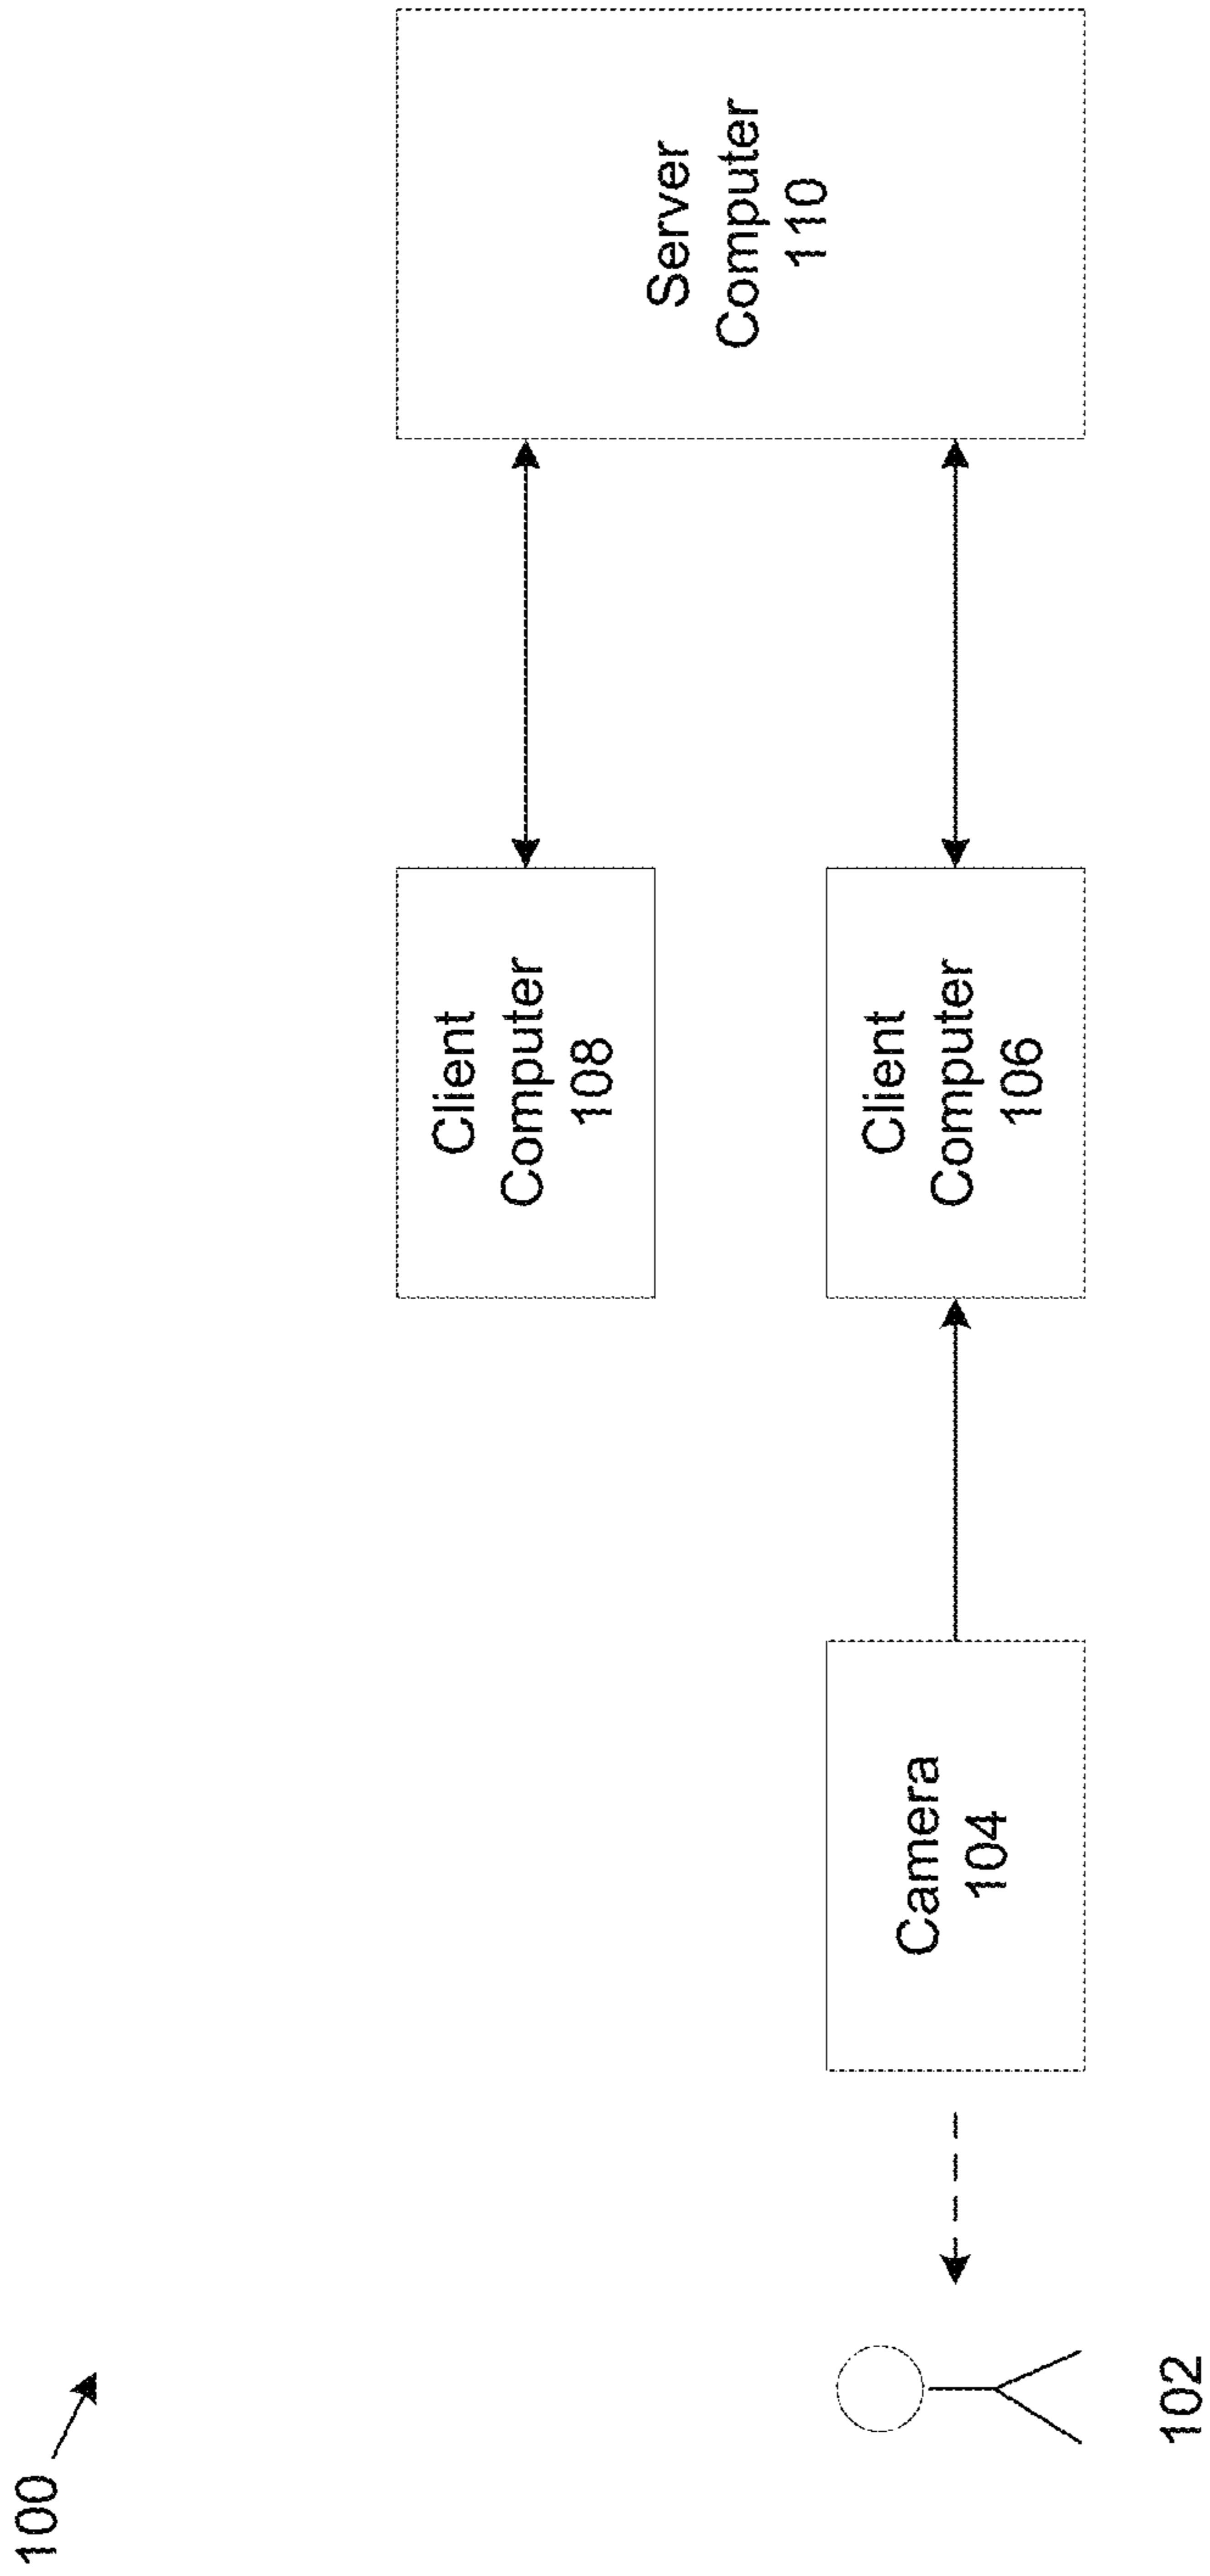 100
102
Camera
104
Client
Computer
108
Client
Computer
106
Server
Computer
110